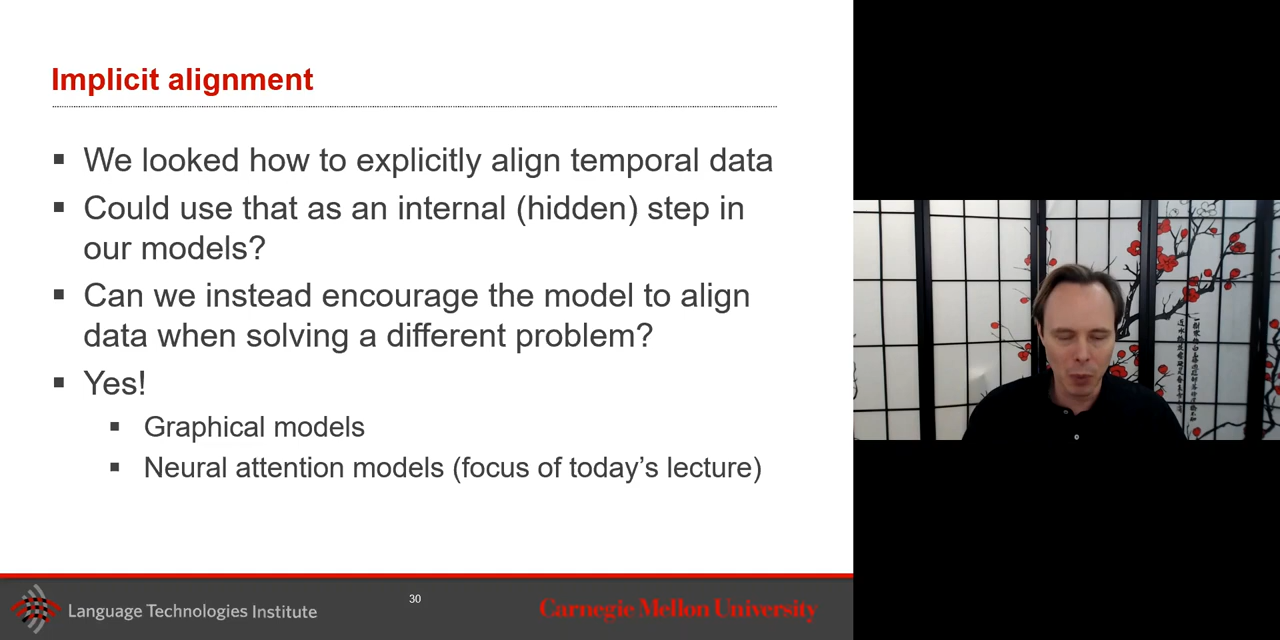 Implicit alignment
▪ We looked how to explicitly align temporal data
▪ Could use that as an internal (hidden) step in
our models?
▪ Can we instead encourage the model to align
data when solving a different problem?
▪ Yes!
▪ Graphical models
▪ Neural attention models (focus of today’s lecture)
Language Technologies Institute
30
Carnegie Mellon University